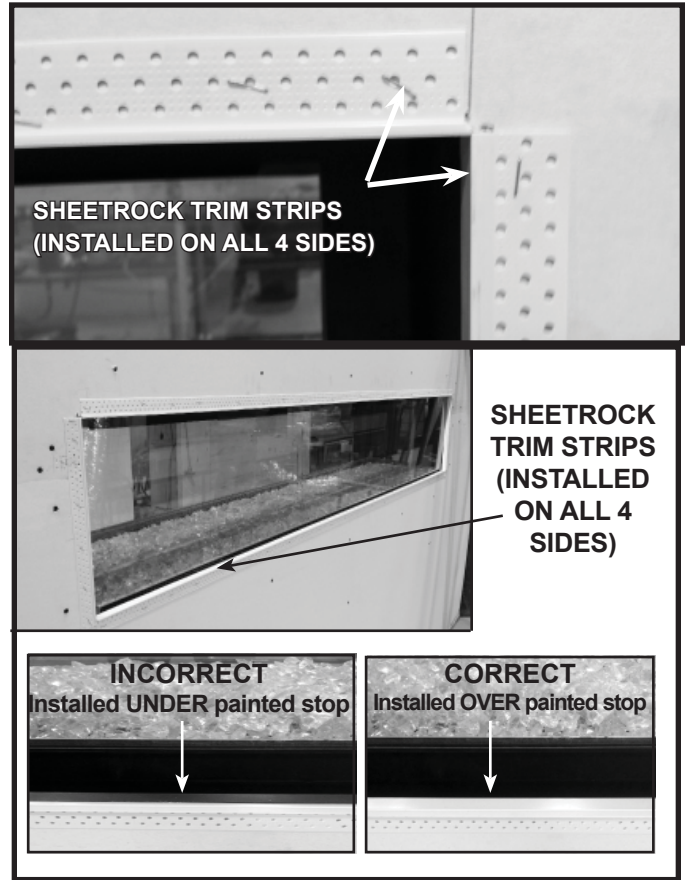 SHEETROCK TRIM STRIPS
(INSTALLED ON ALL 4 SIDES)
SHEETROCK
TRIM STRIPS
(INSTALLED
ON ALL 4
SIDES)
INCORRECT
Installed UNDER painted stop
CORRECT
Installed OVER painted stop